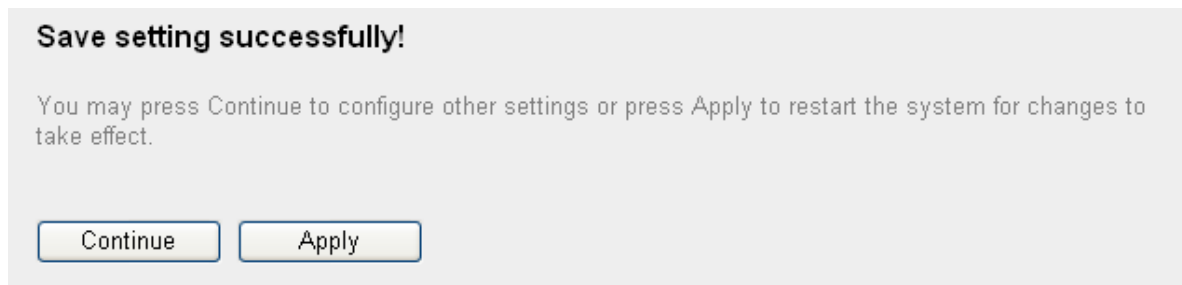 Save setting successfully!
You may press Continue to configure other settings or press Apply to restart the system for changes to
take effect.
Continue
Apply